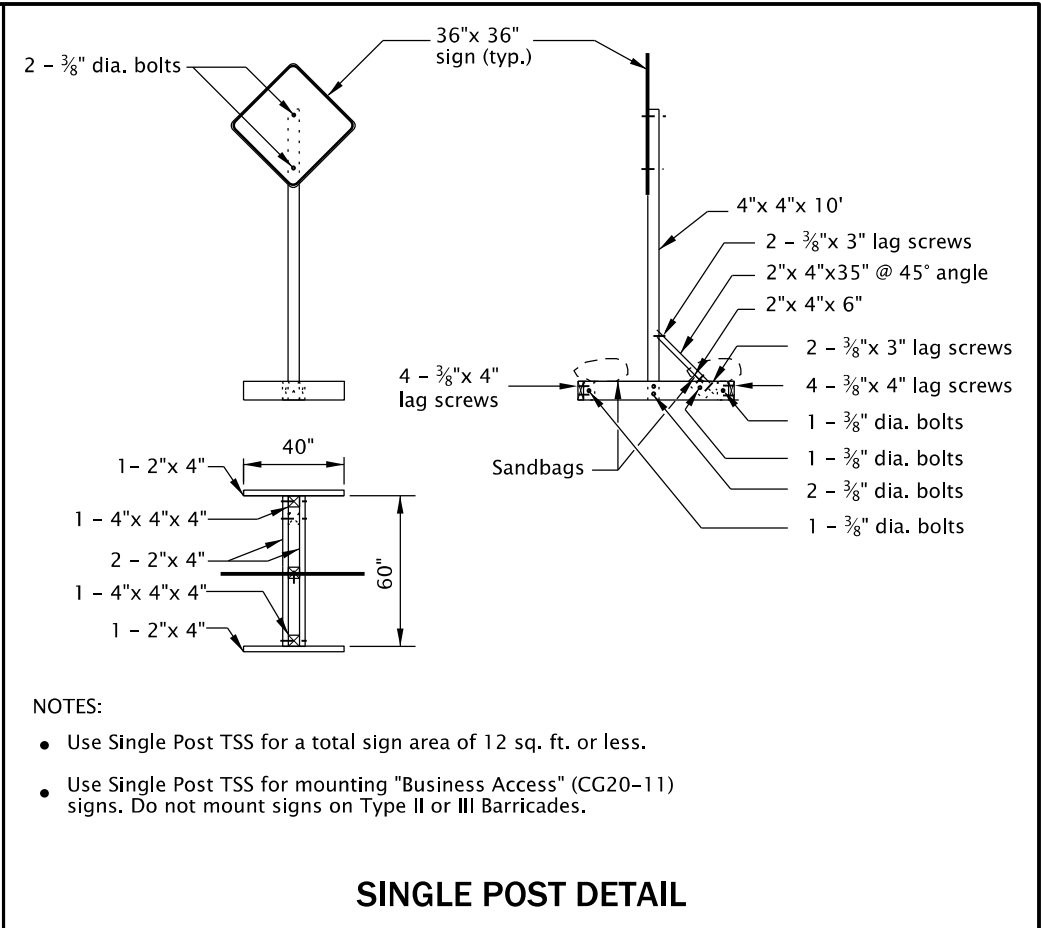 2 – ⅜" dia. bolts
36"x 36"
sign (typ.)
4"x 4"x 10'
2 – ⅜"x 3" lag screws
2"x 4"x35" @ 45° angle
2"x 4"x 6"
2 – ⅜"x 3" lag screws
4 – ⅜"x 4" lag screws
1 – ⅜" dia. bolts
1 – ⅜" dia. bolts
2 – ⅜" dia. bolts
1 – ⅜" dia. bolts
4 – ⅜"x 4"
lag screws
Sandbags
40"
1- 2"x 4"
1 – 4"x 4"x 4"
2 – 2"x 4"
1 – 4"x 4"x 4"
1 – 2"x 4"
60"
NOTES:
● Use Single Post TSS for a total sign area of 12 sq. ft. or less.
● Use Single Post TSS for mounting "Business Access" (CG20–11)
signs. Do not mount signs on Type II or III Barricades.
SINGLE POST DETAIL